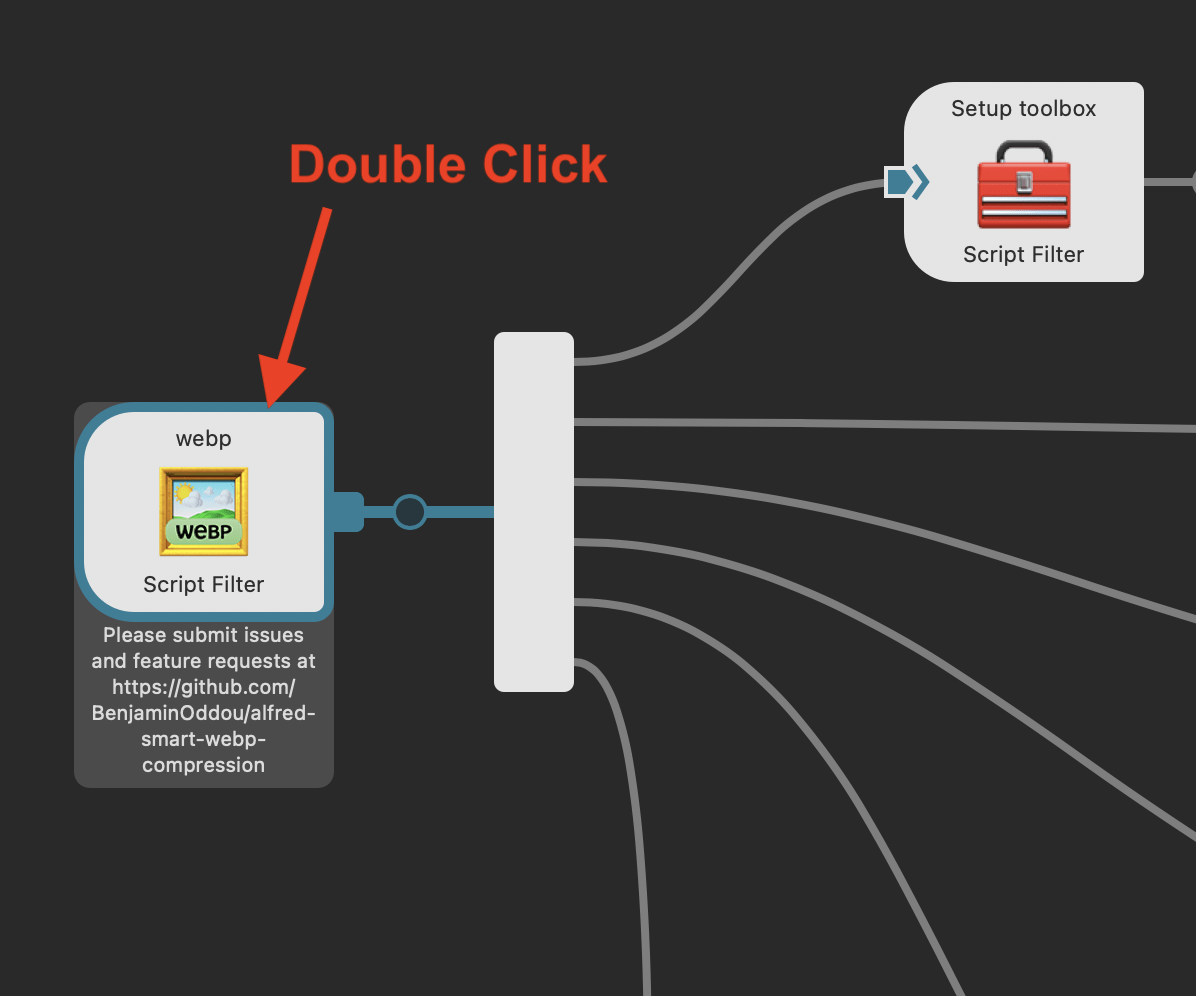 Setup toolbox
Script Filter
Double Click
webp
WEBP
Script Filter
Please submit issues
and feature requests at
https://github.com/
BenjaminOddou/alfred-
smart-webp-
compression